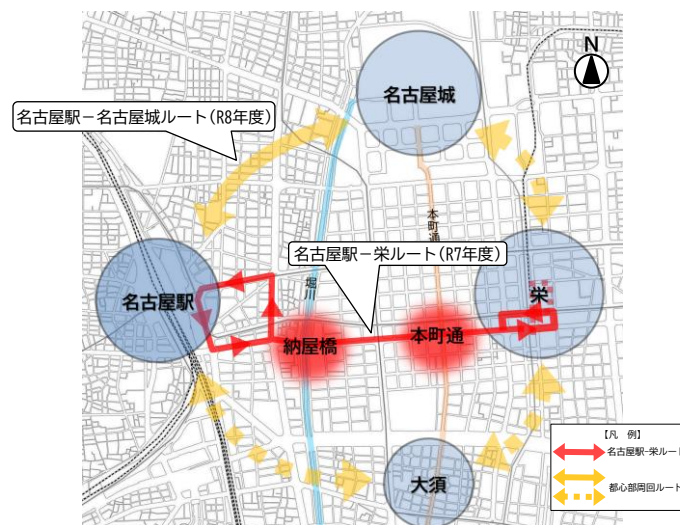 N
名古屋城
名古屋駅－名古屋城ルート(R8年度)
本町通
名古屋駅－栄ルート(R7年度)
堀川
名古屋駅
栄
納屋橋
本町通
大須
【凡 例】
名古屋駅-栄ルート
都心部周回ルート